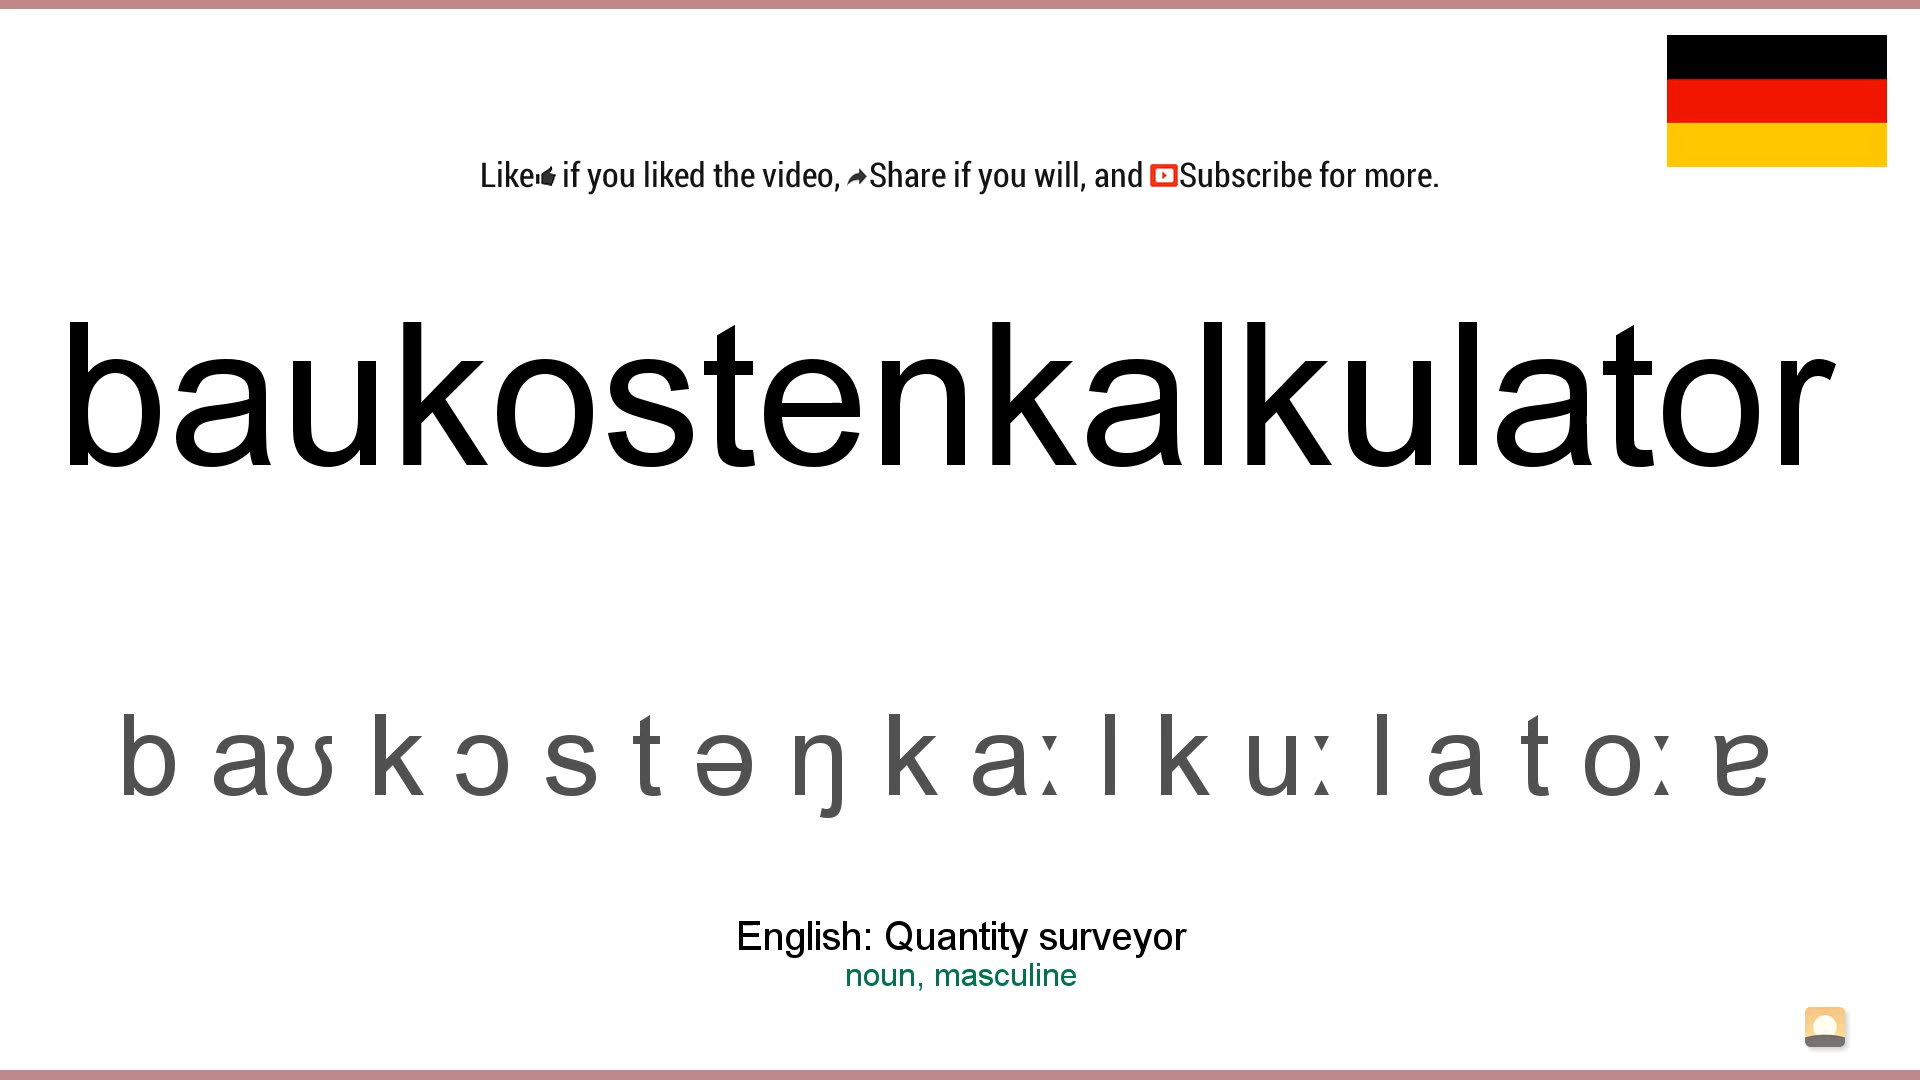 Like if you liked the video, Share if you will, and Subscribe for more.
baukostenkalkulator
b aʊ k ɔ s t ə ŋ k aː l k uː l a t oː ɐ
English: Quantity surveyor
noun, masculine